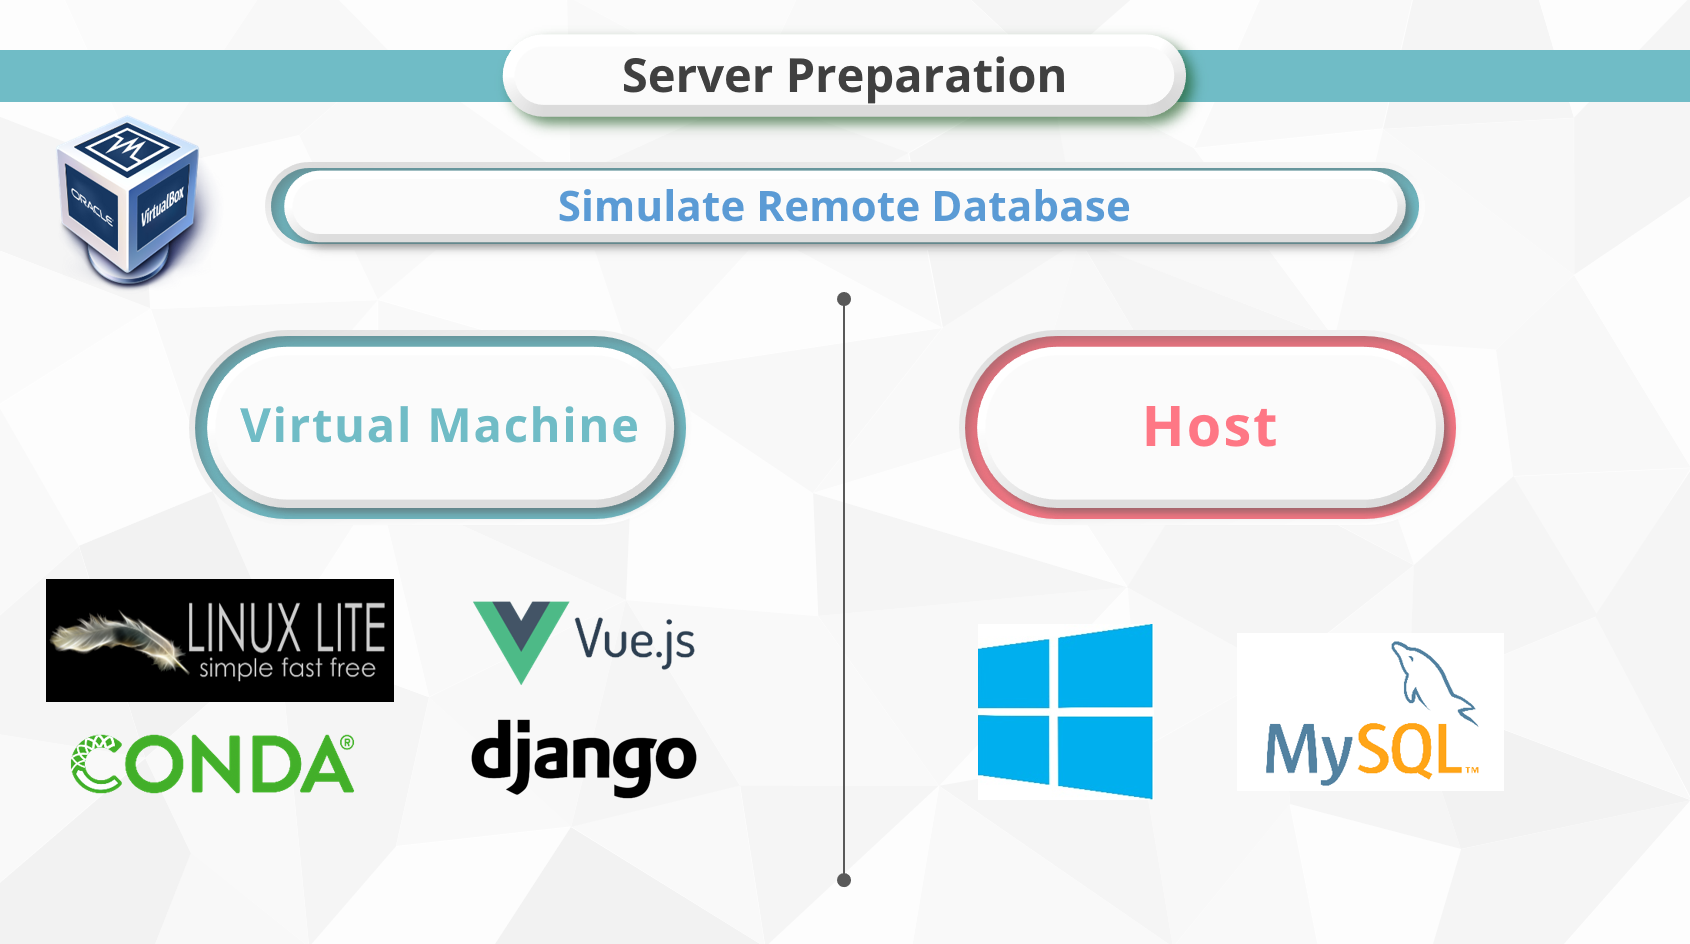 Server Preparation
ORACLE
VirtualBox
Simulate Remote Database
Virtual Machine
Host
LINUX LITE
simple fast free
Vue.js
CONDA®
django
MySQL™